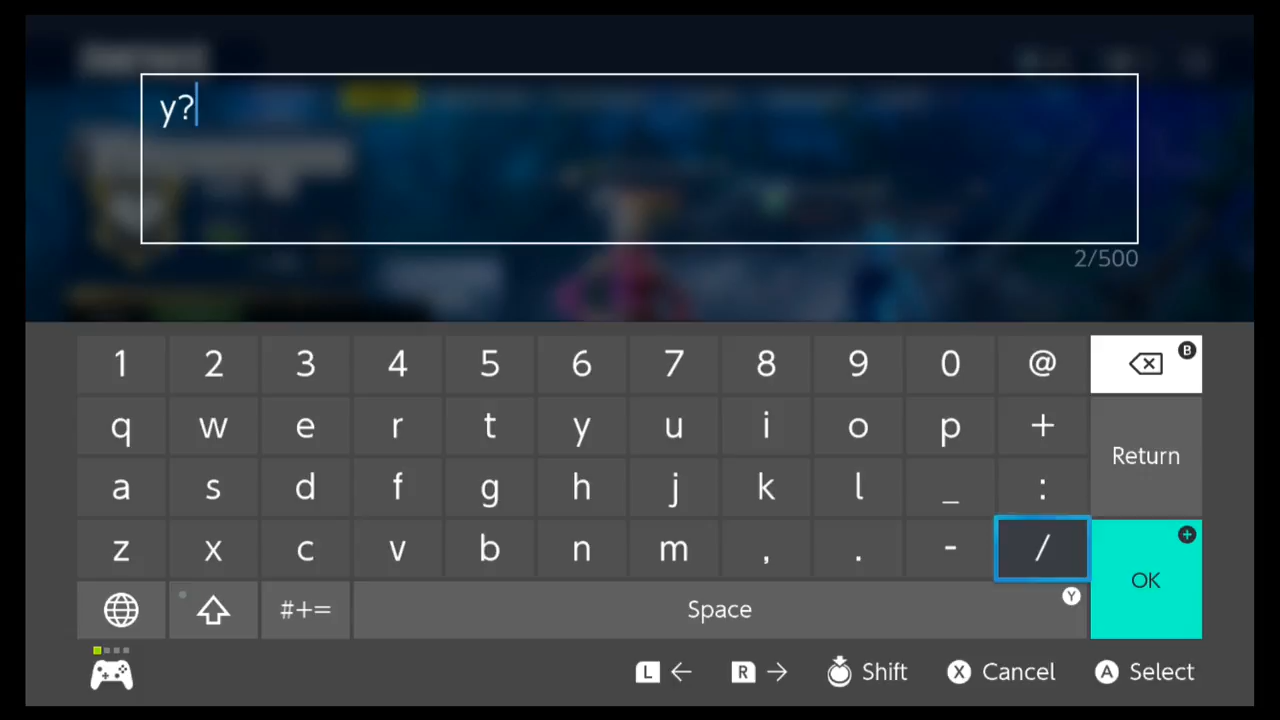 y?
2/500
1 2 3 4 5 6 7 8 9 0 @ B
q w e r t y u i o p +
Return
a s d f g h j k l _ :
z x c v b n m , . - /
OK
#+= Space Y
L ← R → Shift X Cancel A Select